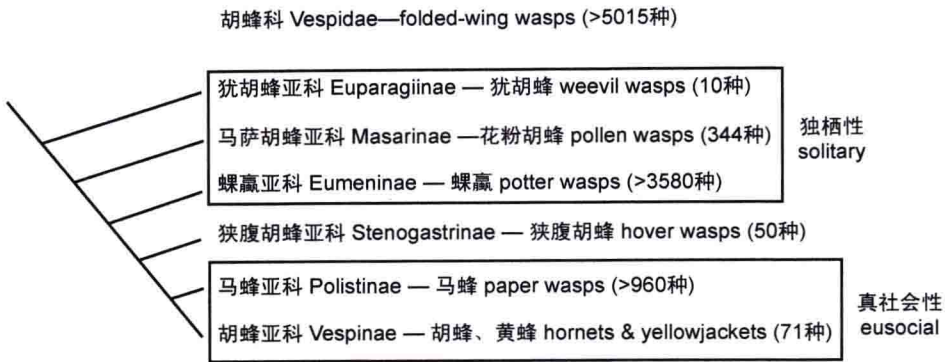 胡蜂科 Vespidae—folded-wing wasps (>5015种)
犹胡蜂亚科 Euparagiinae — 犹胡蜂 weevil wasps (10种)
马萨胡蜂亚科 Masarinae —花粉胡蜂 pollen wasps (344种)
蜾蠃亚科 Eumeninae — 蜾蠃 potter wasps (>3580种)
独栖性
solitary
狭腹胡蜂亚科 Stenogastrinae — 狭腹胡蜂 hover wasps (50种)
马蜂亚科 Polistinae — 马蜂 paper wasps (>960种)
胡蜂亚科 Vespinae — 胡蜂、黄蜂 hornets & yellowjackets (71种)
真社会性
eusocial